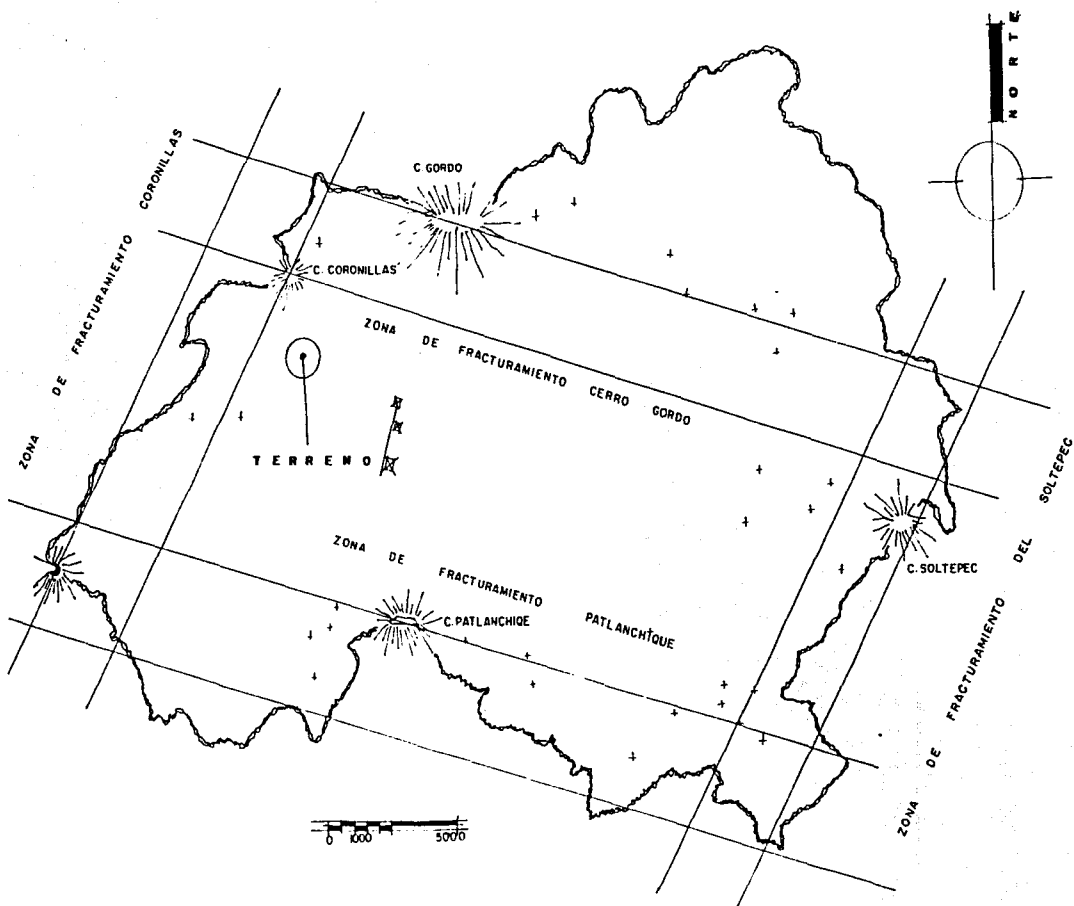 NORTE
C. GORDO
ZONA DE FRACTURAMIENTO CORONILLAS
C. CORONILLAS
ZONA DE FRACTURAMIENTO CERRO GORDO
TERRENO
ZONA DE FRACTURAMIENTO DEL SOLTEPEC
C. SOLTEPEC
ZONA DE FRACTURAMIENTO PATLANCHIQUE
C. PATLANCHIQE
0 1000 5000